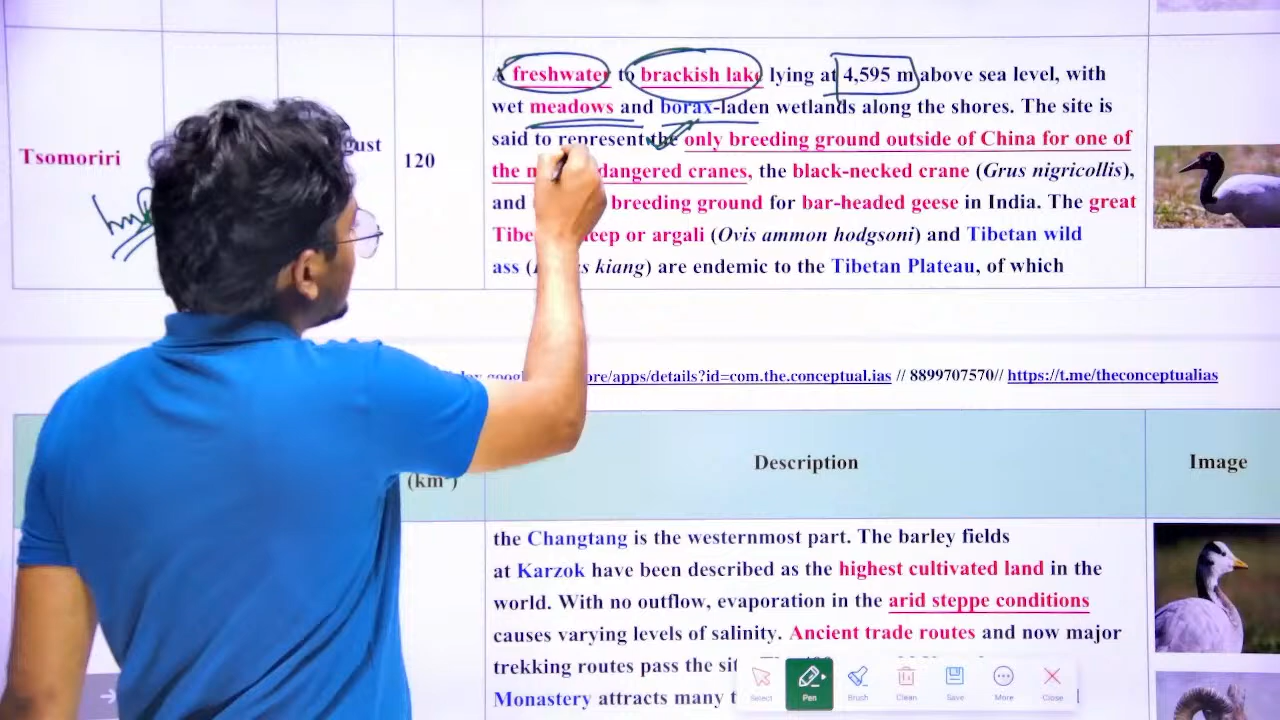 Tsomoriri
gust
120
A freshwater to brackish lake lying at 4,595 m above sea level, with
wet meadows and borax-laden wetlands along the shores. The site is
said to represent the only breeding ground outside of China for one of
the dangered cranes, the black-necked crane (Grus nigricollis),
and breeding ground for bar-headed geese in India. The great
Tibe eep or argali (Ovis ammon hodgsoni) and Tibetan wild
ass ( s kiang) are endemic to the Tibetan Plateau, of which
ore/apps/details?id=com.the.conceptual.ias // 8899707570// https://t.me/theconceptualias
(km²)
Description
Image
the Changtang is the westernmost part. The barley fields
at Karzok have been described as the highest cultivated land in the
world. With no outflow, evaporation in the arid steppe conditions
causes varying levels of salinity. Ancient trade routes and now major
trekking routes pass the sit
Monastery attracts many t
Select
Pen
Brush
Clean
Save
More
Close